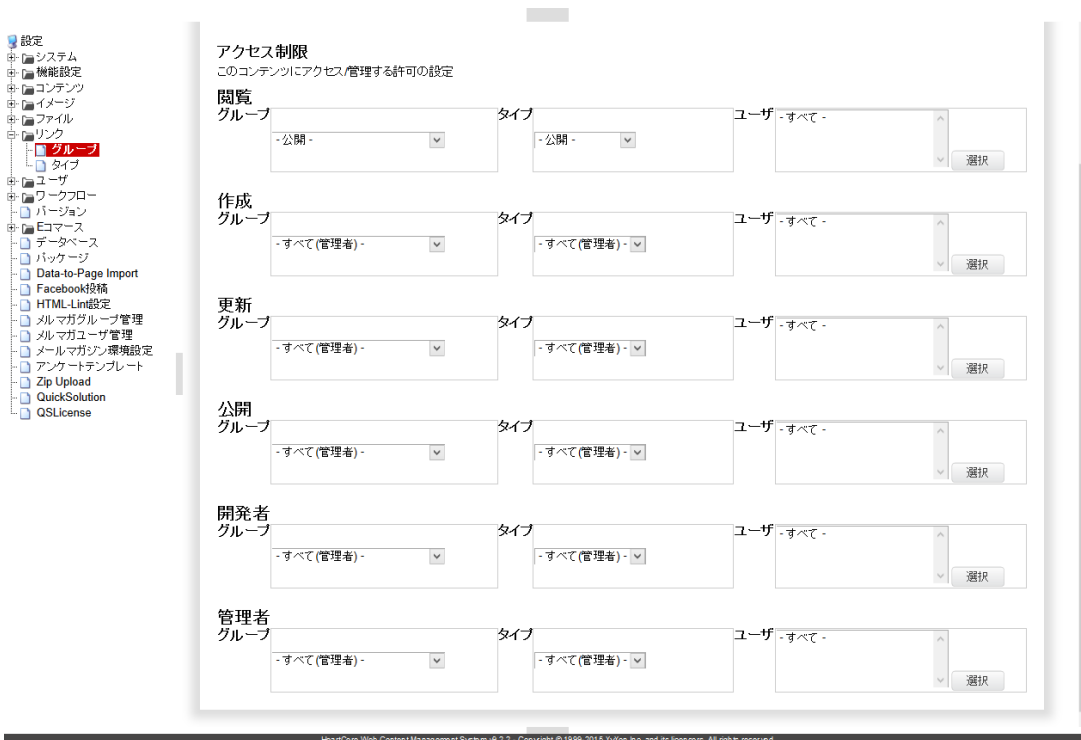 設定
システム
機能設定
コンテンツ
イメージ
ファイル
リンク
グループ
タイプ
ユーザ
ワークフロー
バージョン
Eコマース
データベース
パッケージ
Data-to-Page Import
Facebook投稿
HTML-Lint設定
メルマガグループ管理
メルマガユーザ管理
メールマガジン環境設定
アンケートテンプレート
Zip Upload
QuickSolution
QSLicense
アクセス制限
このコンテンツにアクセス/管理する許可の設定
閲覧
グループ タイプ ユーザ - すべて -
- 公開 - - 公開 -
選択
作成
グループ タイプ ユーザ - すべて -
- すべて(管理者) - - すべて(管理者) -
選択
更新
グループ タイプ ユーザ - すべて -
- すべて(管理者) - - すべて(管理者) -
選択
公開
グループ タイプ ユーザ - すべて -
- すべて(管理者) - - すべて(管理者) -
選択
開発者
グループ タイプ ユーザ - すべて -
- すべて(管理者) - - すべて(管理者) -
選択
管理者
グループ タイプ ユーザ - すべて -
- すべて(管理者) - - すべて(管理者) -
選択